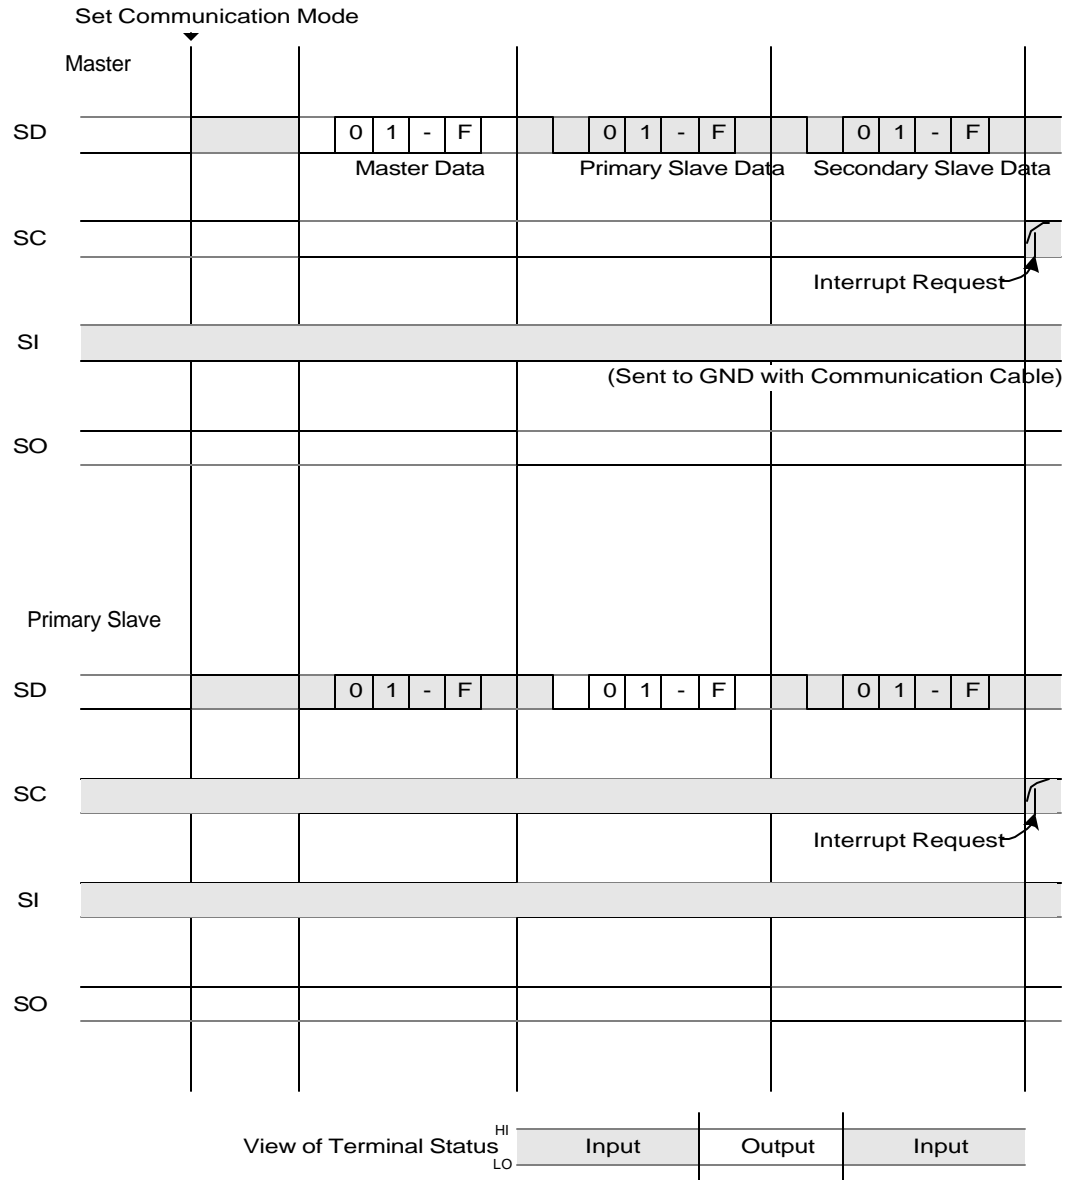 Set Communication Mode
Master
SD 0 1 - F 0 1 - F 0 1 - F
Master Data Primary Slave Data Secondary Slave Data
SC
Interrupt Request
SI
(Sent to GND with Communication Cable)
SO
Primary Slave
SD 0 1 - F 0 1 - F 0 1 - F
SC
Interrupt Request
SI
SO
View of Terminal Status HI LO Input Output Input